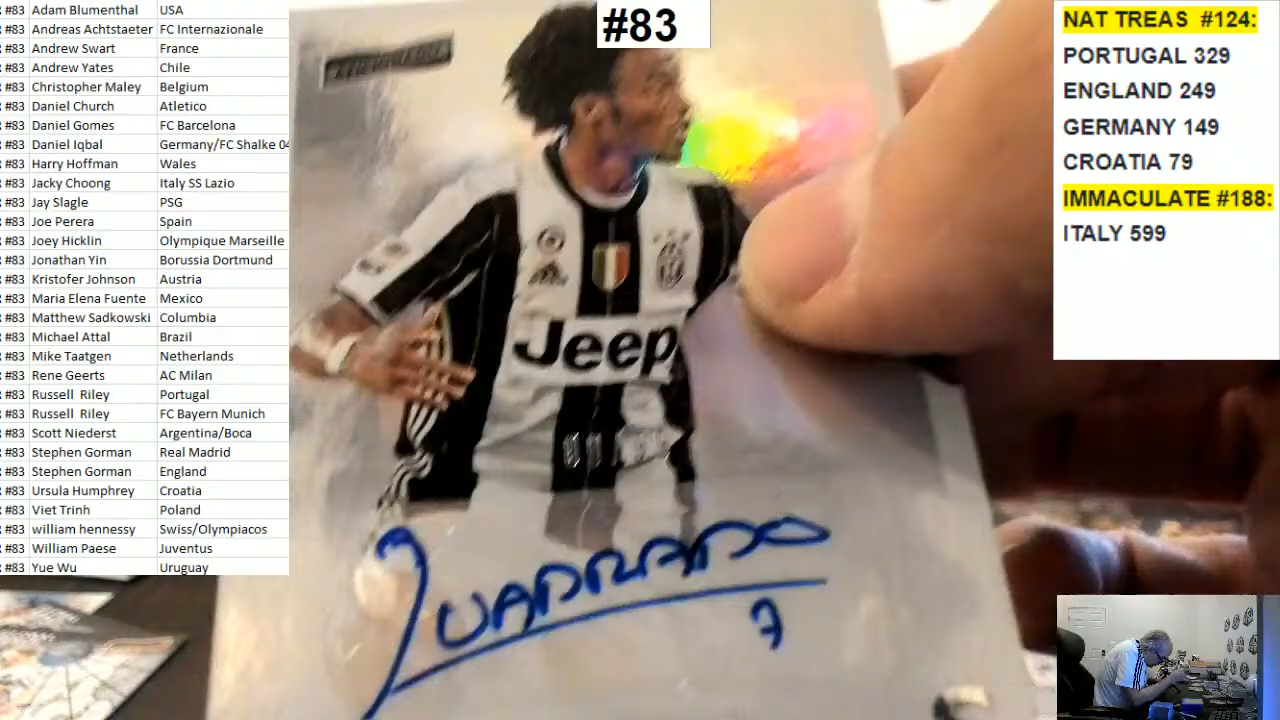 #83 Adam Blumenthal USA
#83 Andreas Achtstaeter FC Internazionale
#83 Andrew Swart France
#83 Andrew Yates Chile
#83 Christopher Maley Belgium
#83 Daniel Church Atletico
#83 Daniel Gomes FC Barcelona
#83 Daniel Iqbal Germany/FC Shalke 04
#83 Harry Hoffman Wales
#83 Jacky Choong Italy SS Lazio
#83 Jay Slagle PSG
#83 Joe Perera Spain
#83 Joey Hicklin Olympique Marseille
#83 Jonathan Yin Borussia Dortmund
#83 Kristofer Johnson Austria
#83 Maria Elena Fuente Mexico
#83 Matthew Sadkowski Columbia
#83 Michael Attal Brazil
#83 Mike Taatgen Netherlands
#83 Rene Geerts AC Milan
#83 Russell Riley Portugal
#83 Russell Riley FC Bayern Munich
#83 Scott Niederst Argentina/Boca
#83 Stephen Gorman Real Madrid
#83 Stephen Gorman England
#83 Ursula Humphrey Croatia
#83 Viet Trinh Poland
#83 william hennessy Swiss/Olympiacos
#83 William Paese Juventus
#83 Yue Wu Uruguay
#83
Jeep
7
NAT TREAS #124:
PORTUGAL 329
ENGLAND 249
GERMANY 149
CROATIA 79
IMMACULATE #188:
ITALY 599